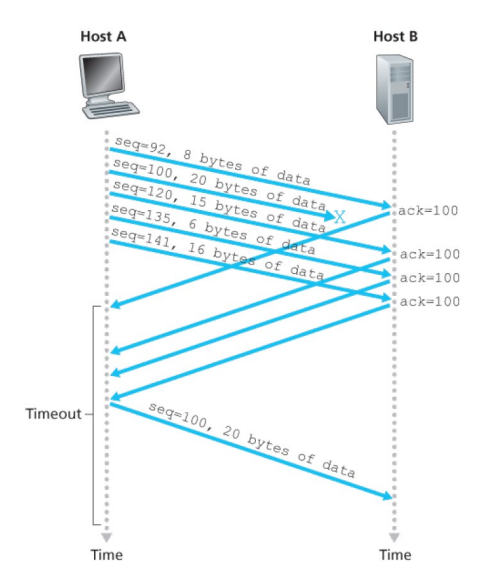 Host A
Host B
seq=92, 8 bytes of data
seq=100, 20 bytes of data
X
seq=120, 15 bytes of data
seq=135, 6 bytes of data
seq=141, 16 bytes of data
ack=100
ack=100
ack=100
ack=100
Timeout
seq=100, 20 bytes of data
Time
Time